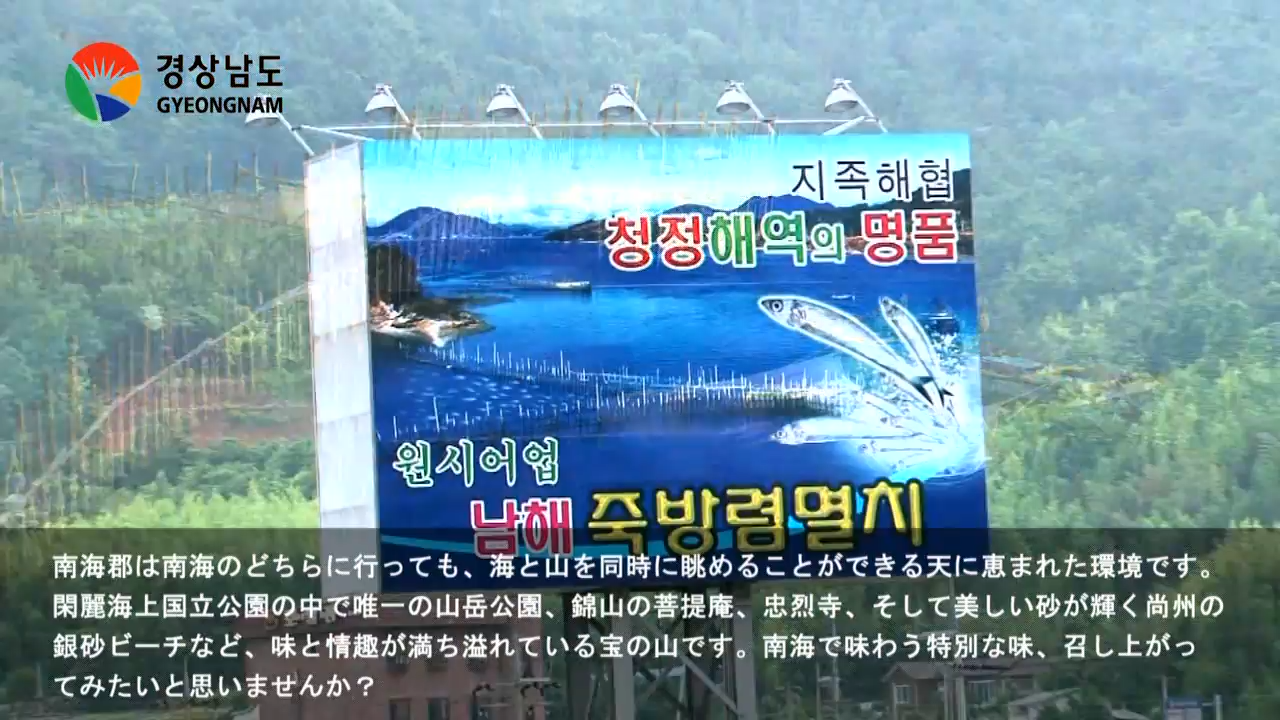 경상남도
GYEONGNAM
지족해협
청정해역의 명품
원시어업
남해 죽방렴멸치
南海郡は南海のどちらに行っても、海と山を同時に眺めることができる天に恵まれた環境です。
閑麗海上国立公園の中で唯一の山岳公園、錦山の菩提庵、忠烈寺、そして美しい砂が輝く尚州の
銀砂ビーチなど、味と情趣が満ち溢れている宝の山です。南海で味わう特別な味、召し上がっ
てみたいと思いませんか？